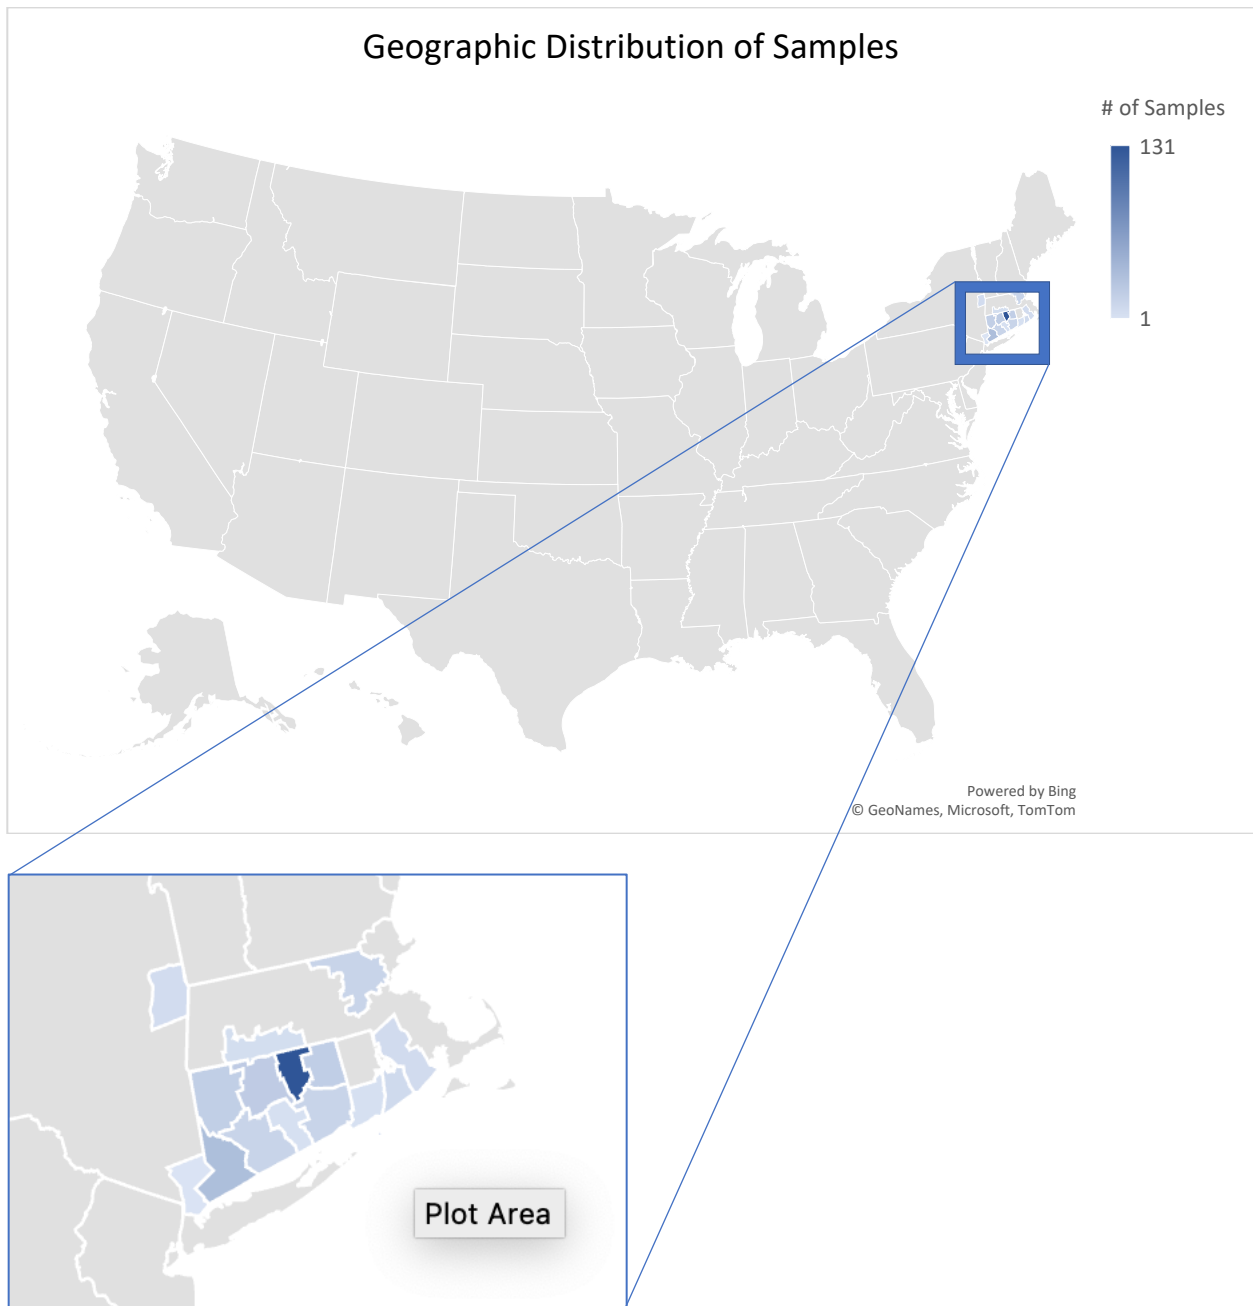 Geographic Distribution of Samples
# of Samples
131
1
Powered by Bing
© GeoNames, Microsoft, TomTom
Plot Area